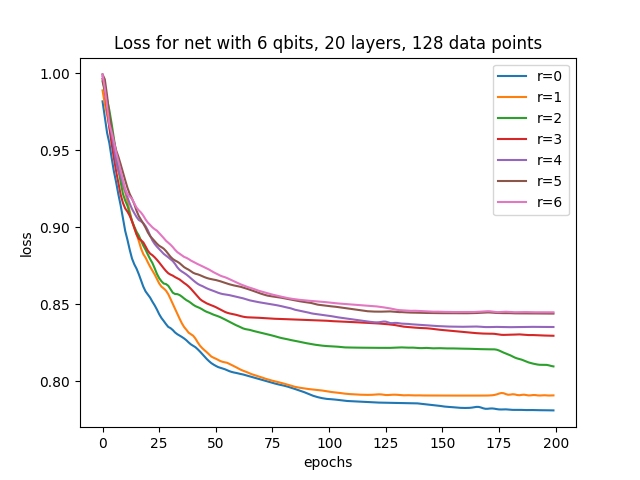 Loss for net with 6 qbits, 20 layers, 128 data points
1.00
0.95
0.90
0.85
0.80
loss
r=0
r=1
r=2
r=3
r=4
r=5
r=6
0 25 50 75 100 125 150 175 200
epochs